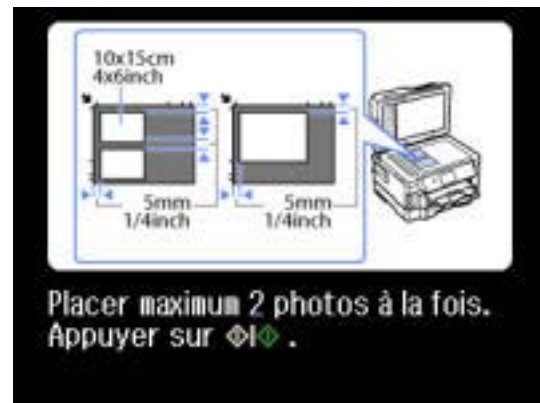 10x15cm
4x6inch
5mm
1/4inch
5mm
1/4inch
Placer maximum 2 photos à la fois.
Appuyer sur .